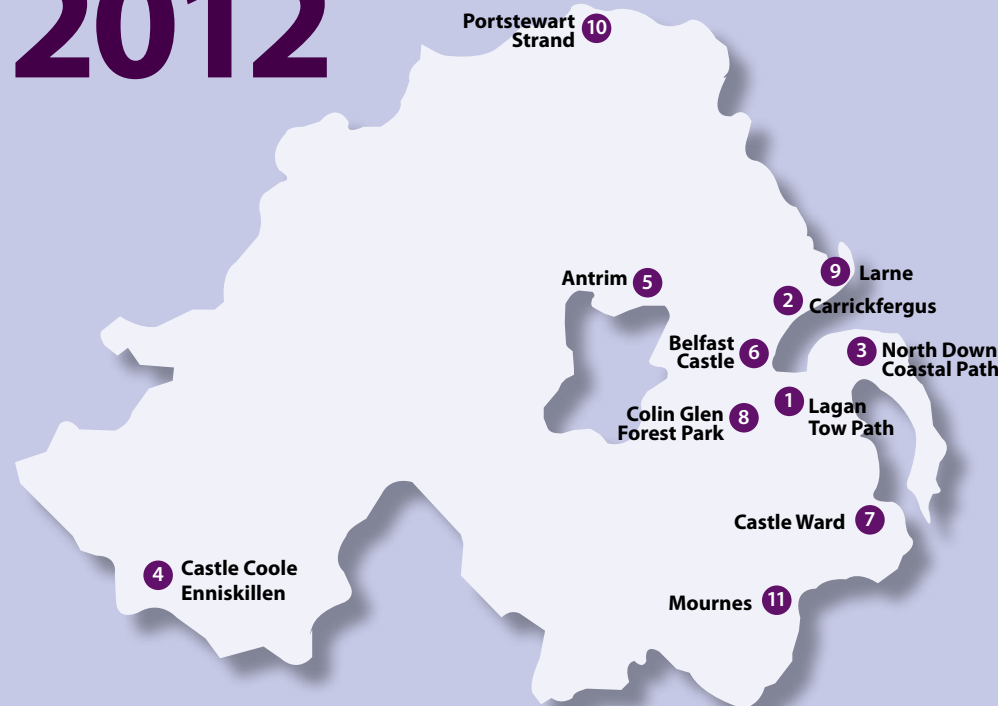 2012
Portstewart
Strand
10
Antrim
5
9
Larne
2
Carrickfergus
Belfast
Castle
6
3
North Down
Coastal Path
1
Lagan
Tow Path
Colin Glen
Forest Park
8
Castle Ward
7
4
Castle Coole
Enniskillen
Mournes
11